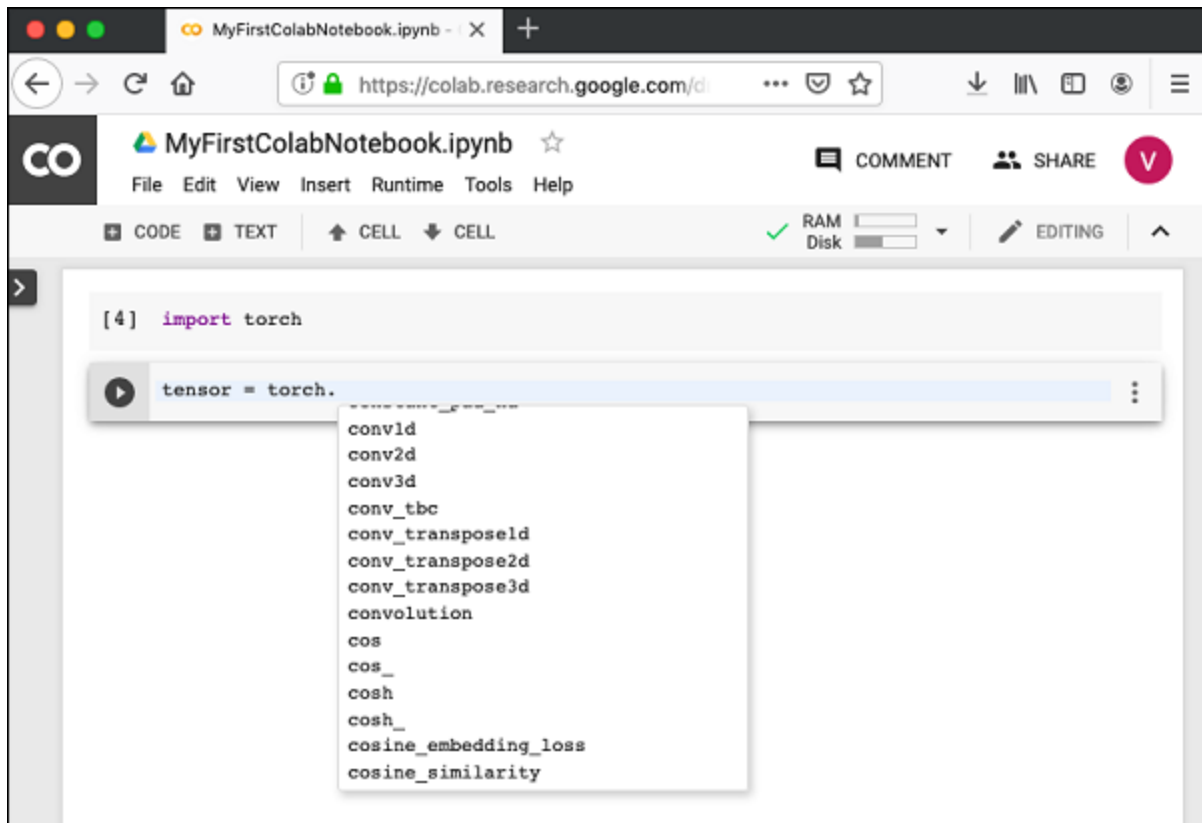 MyFirstColabNotebook.ipynb -
https://colab.research.google.com/d
CO MyFirstColabNotebook.ipynb
COMMENT SHARE V
File Edit View Insert Runtime Tools Help
CODE TEXT CELL CELL RAM Disk EDITING
[4] import torch
tensor = torch.
conv1d
conv2d
conv3d
conv_tbc
conv_transpose1d
conv_transpose2d
conv_transpose3d
convolution
cos
cos_
cosh
cosh_
cosine_embedding_loss
cosine_similarity